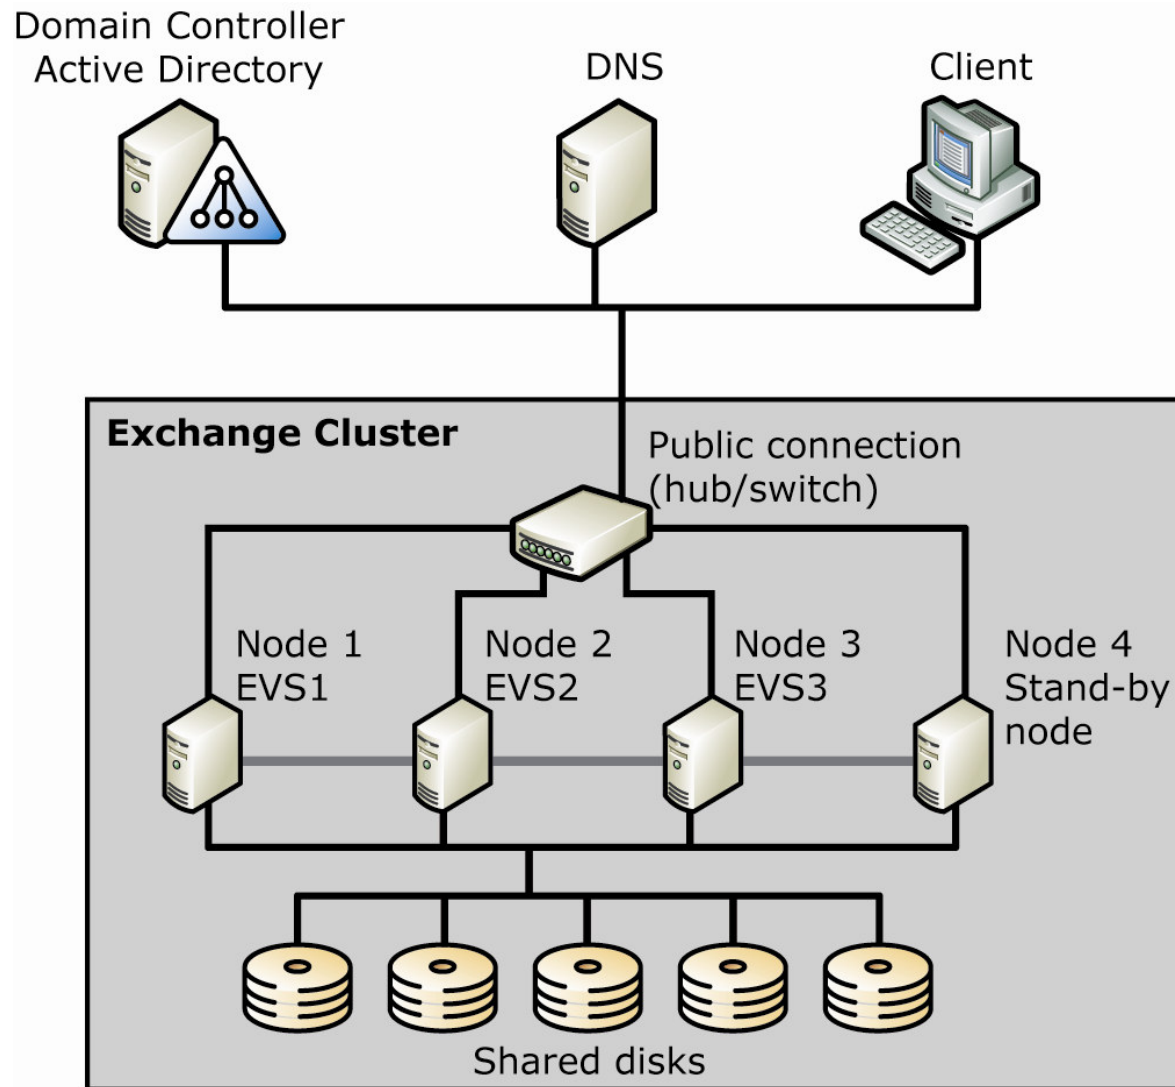 Domain Controller
Active Directory
DNS
Client
Exchange Cluster
Public connection
(hub/switch)
Node 1
EVS1
Node 2
EVS2
Node 3
EVS3
Node 4
Stand-by
node
Shared disks